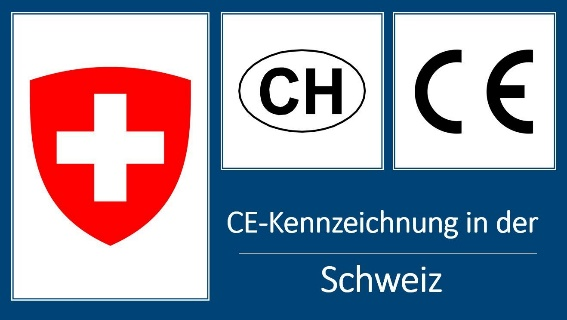 CH
CE
CE-Kennzeichnung in der
Schweiz